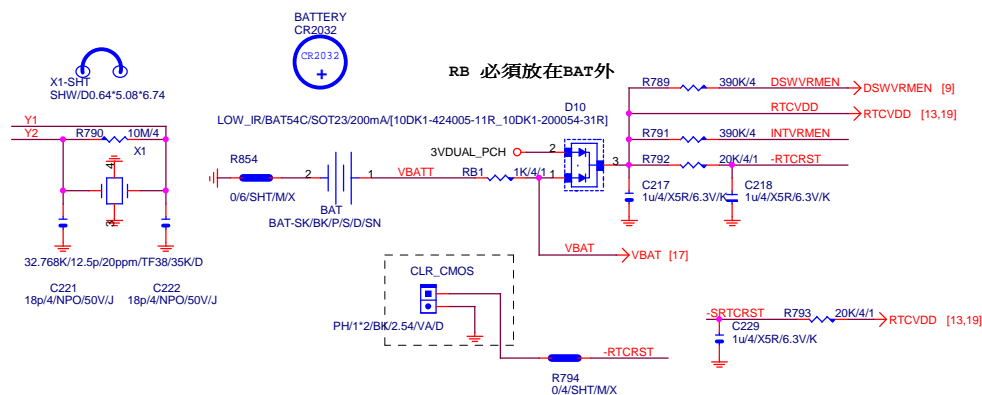 BATTERY
CR2032
CR2032
+
X1-SHT
SHW/D0.64*5.08*6.74
RB 必須放在BAT外
Y1
Y2
R790
10M/4
X1
4
3
32.768K/12.5p/20ppm/TF38/35K/D
C221
18p/4/NPO/50V/J
C222
18p/4/NPO/50V/J
D10
LOW_IR/BAT54C/SOT23/200mA/[10DK1-424005-11R_10DK1-200054-31R]
3VDUAL_PCH
2
1
3
R854
0/6/SHT/M/X
2
1
BAT
BAT-SK/BK/P/S/D/SN
VBATT
RB1
1K/4/1
R789
390K/4
DSWVRMEN
DSWVRMEN [9]
RTCVDD
RTCVDD [13,19]
R791
390K/4
INTVRMEN
R792
20K/4/1
-RTCRST
C217
1u/4/X5R/6.3V/K
C218
1u/4/X5R/6.3V/K
VBAT
VBAT [17]
CLR_CMOS
PH/1*2/BK/2.54/VA/D
-RTCRST
R794
0/4/SHT/M/X
-SRTCRST
R793
20K/4/1
RTCVDD [13,19]
C229
1u/4/X5R/6.3V/K